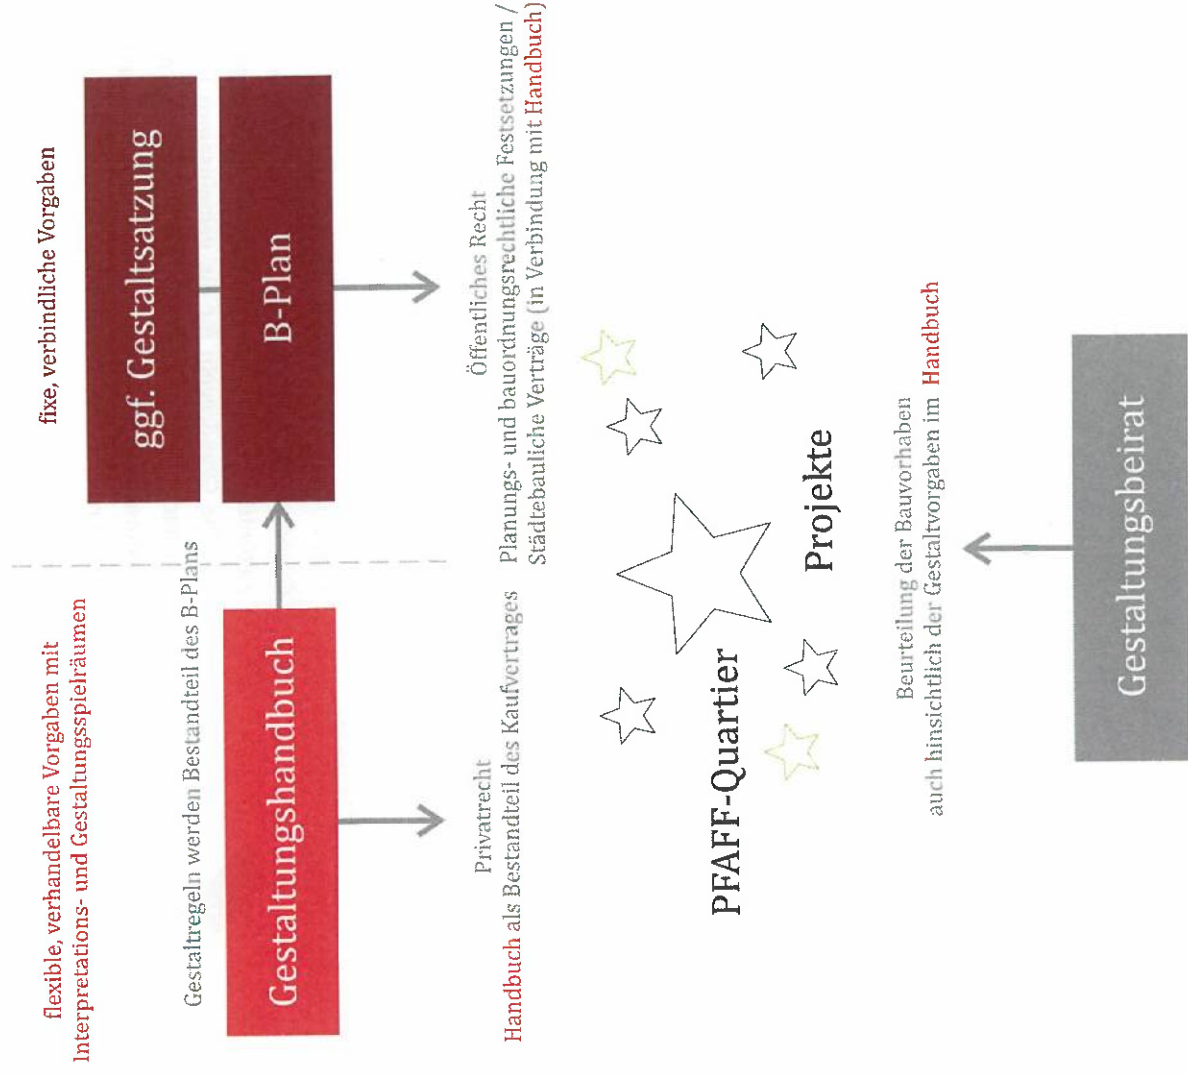 flexible, verhandelbare Vorgaben mit
Interpretations- und Gestaltungsspielräumen
fixe, verbindliche Vorgaben
Gestaltregeln werden Bestandteil des B-Plans
Gestaltungshandbuch
ggf. Gestaltsatzung
B-Plan
Privatrecht
Handbuch als Bestandteil des Kaufvertrages
Öffentliches Recht
Planungs- und bauordnungsrechtliche Festsetzungen /
Städtebauliche Verträge (in Verbindung mit Handbuch)
PFAFF-Quartier
Projekte
Beurteilung der Bauvorhaben
auch hinsichtlich der Gestaltvorgaben im Handbuch
Gestaltungsbeirat